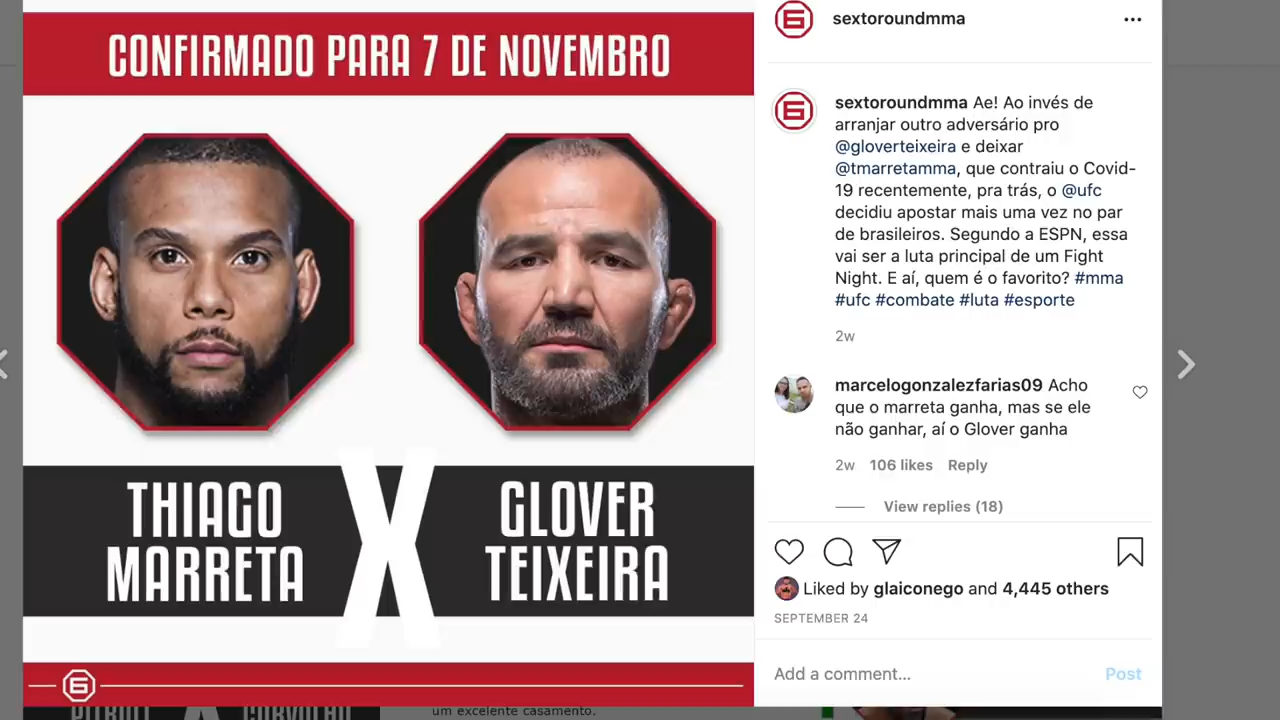 CONFIRMADO PARA 7 DE NOVEMBRO
THIAGO
MARRETA
X
GLOVER
TEIXEIRA
6
6
sextoroundmma
6
sextoroundmma Ae! Ao invés de
arranjar outro adversário pro
@gloverteixeira e deixar
@tmarretamma, que contraiu o Covid-
19 recentemente, pra trás, o @ufc
decidiu apostar mais uma vez no par
de brasileiros. Segundo a ESPN, essa
vai ser a luta principal de um Fight
Night. E aí, quem é o favorito? #mma
#ufc #combate #luta #esporte
2w
marcelogonzalezfarias09 Acho
que o marreta ganha, mas se ele
não ganhar, aí o Glover ganha
2w 106 likes Reply
View replies (18)
Liked by glaiconego and 4,445 others
SEPTEMBER 24
Add a comment... Post
um excelente casamento.